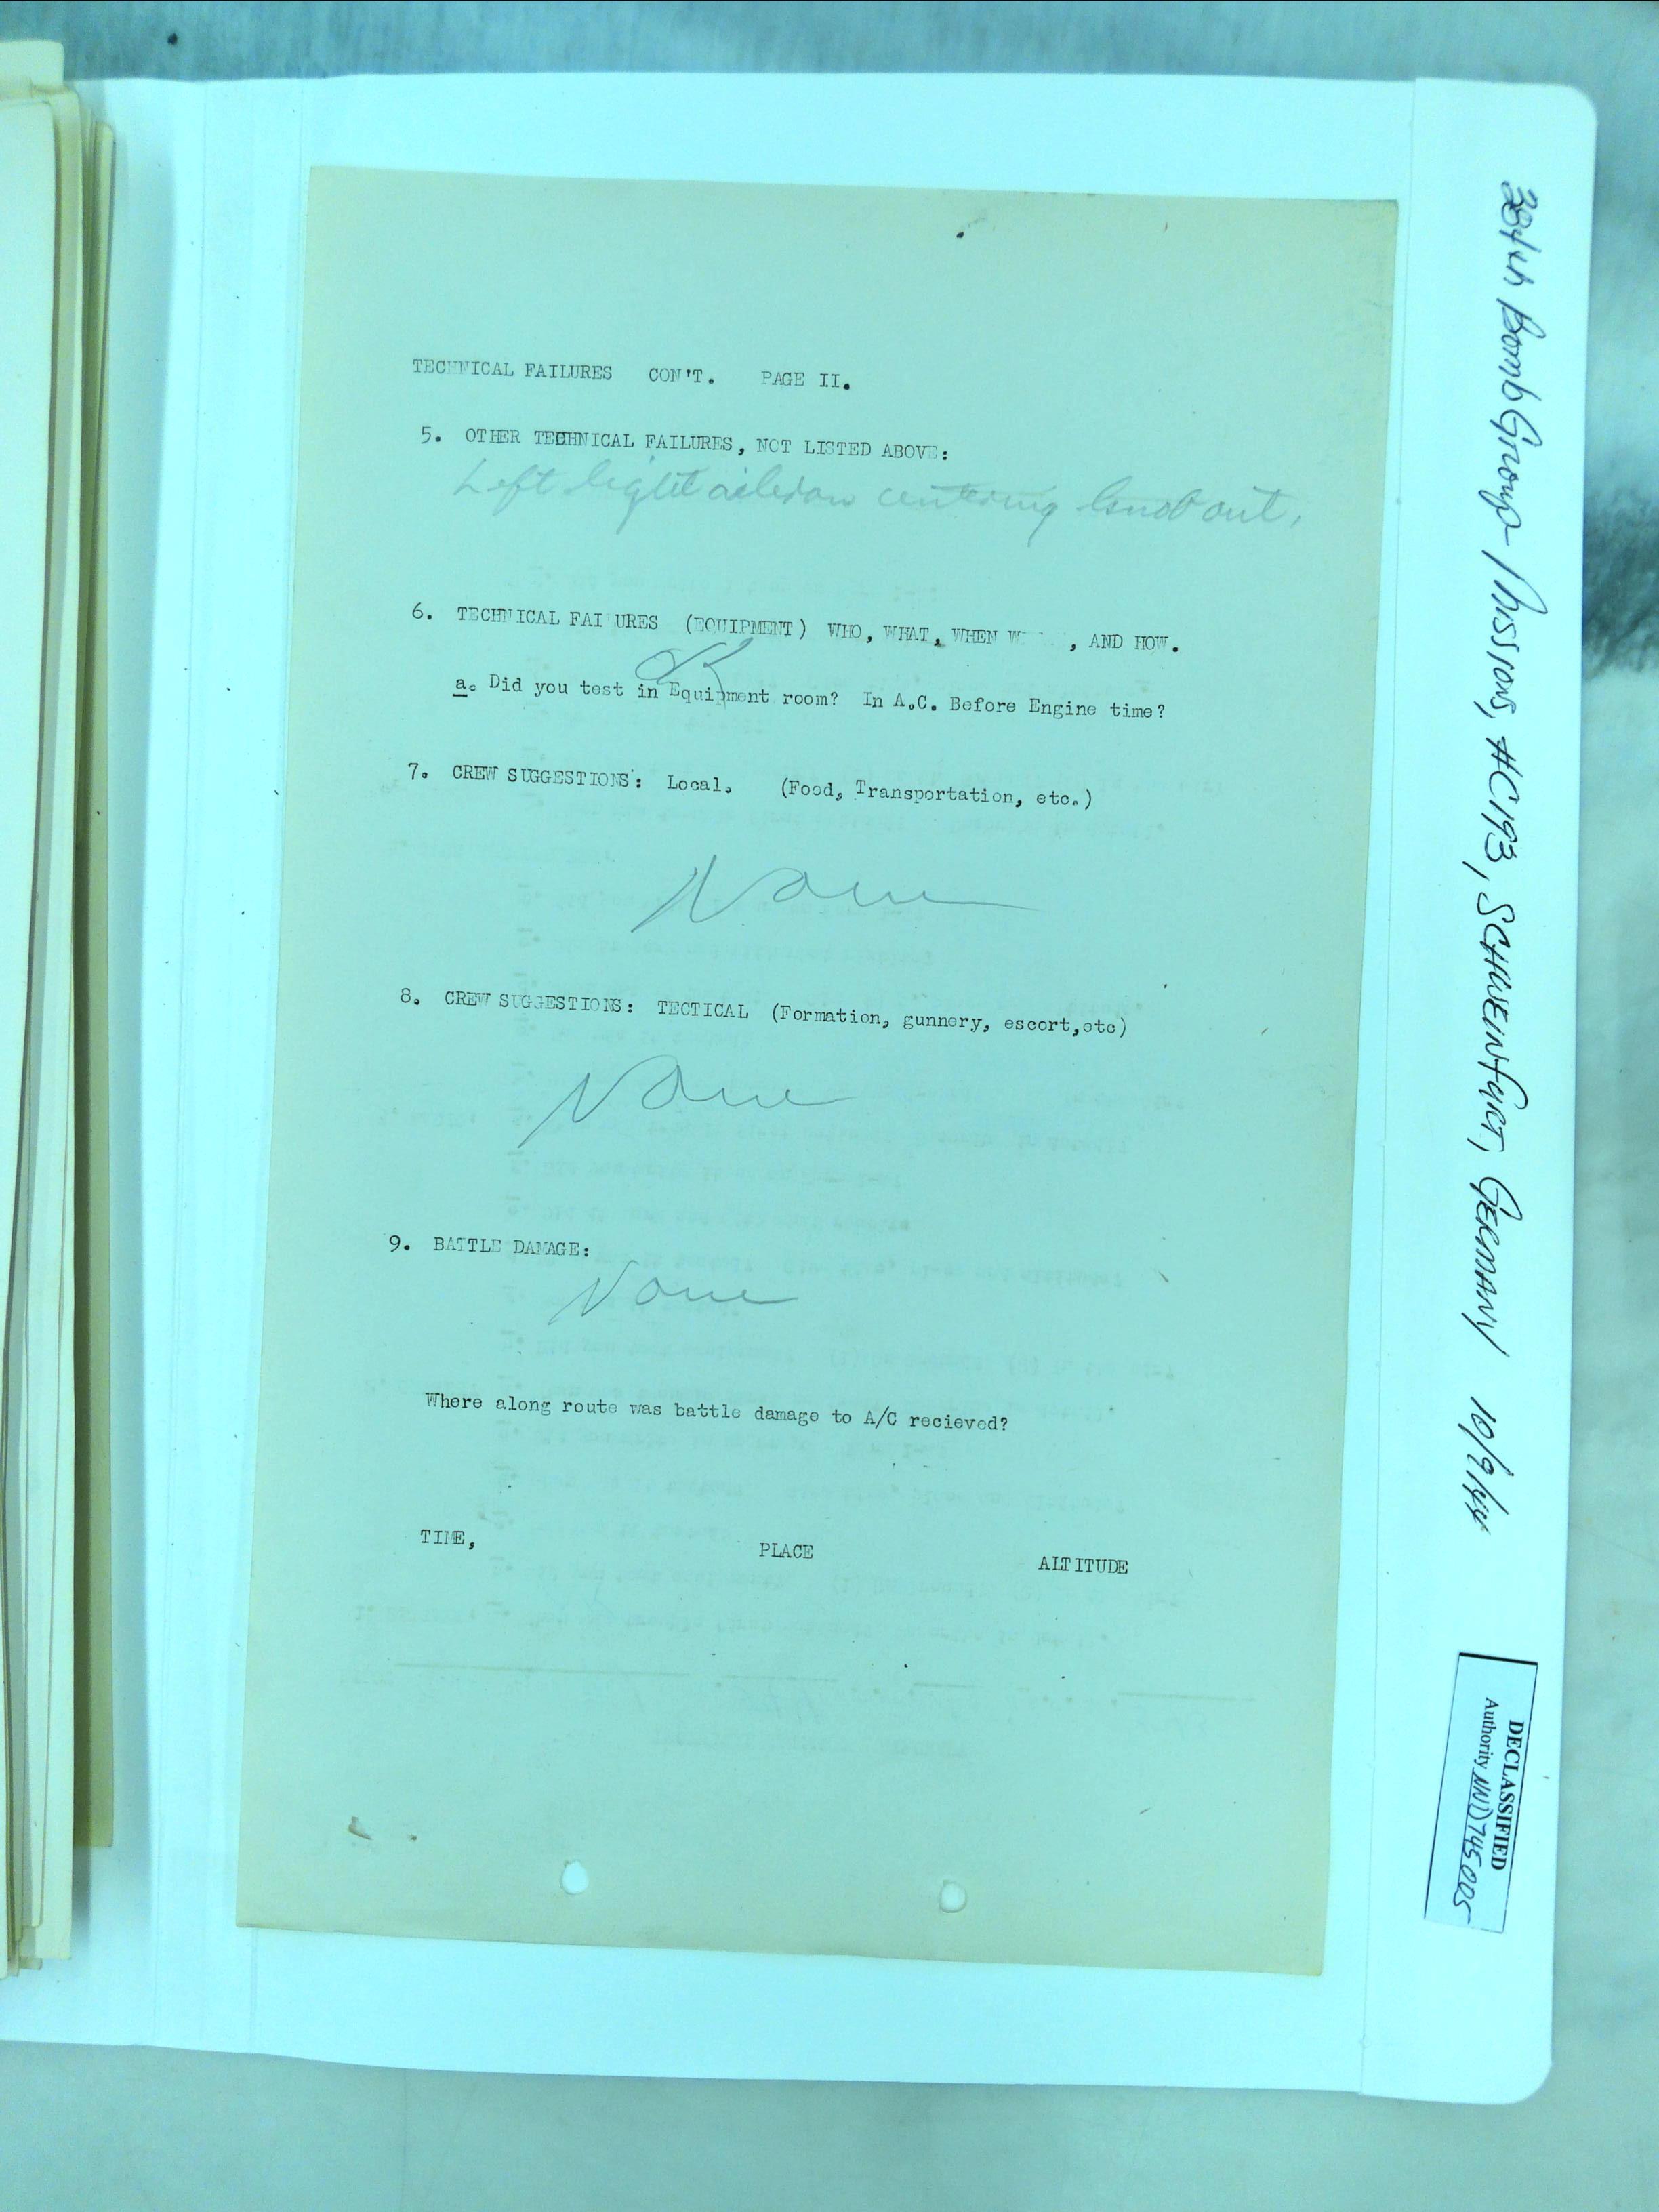 TECHNICAL FAILURES CON'T. PAGE II.
5. OTHER TECHNICAL FAILURES, NOT LISTED ABOVE:
Left light aileron centering knob out.
6. TECHNICAL FAI URES (EQUIPMENT) WHO, WHAT, WHEN W , AND HOW.
OK
a. Did you test in Equipment room? In A.C. Before Engine time?
7. CREW SUGGESTIONS: Local. (Food, Transportation, etc.)
None
8. CREW SUGGESTIONS: TECTICAL (Formation, gunnery, escort,etc)
None
9. BATTLE DAMAGE:
None
Where along route was battle damage to A/C recieved?
TIME, PLACE ALTITUDE
384th Bomb Group - Missions, #C193, SCHWEINFURT, GERMANY 10/9/44
DECLASSIFIED
Authority NND745005